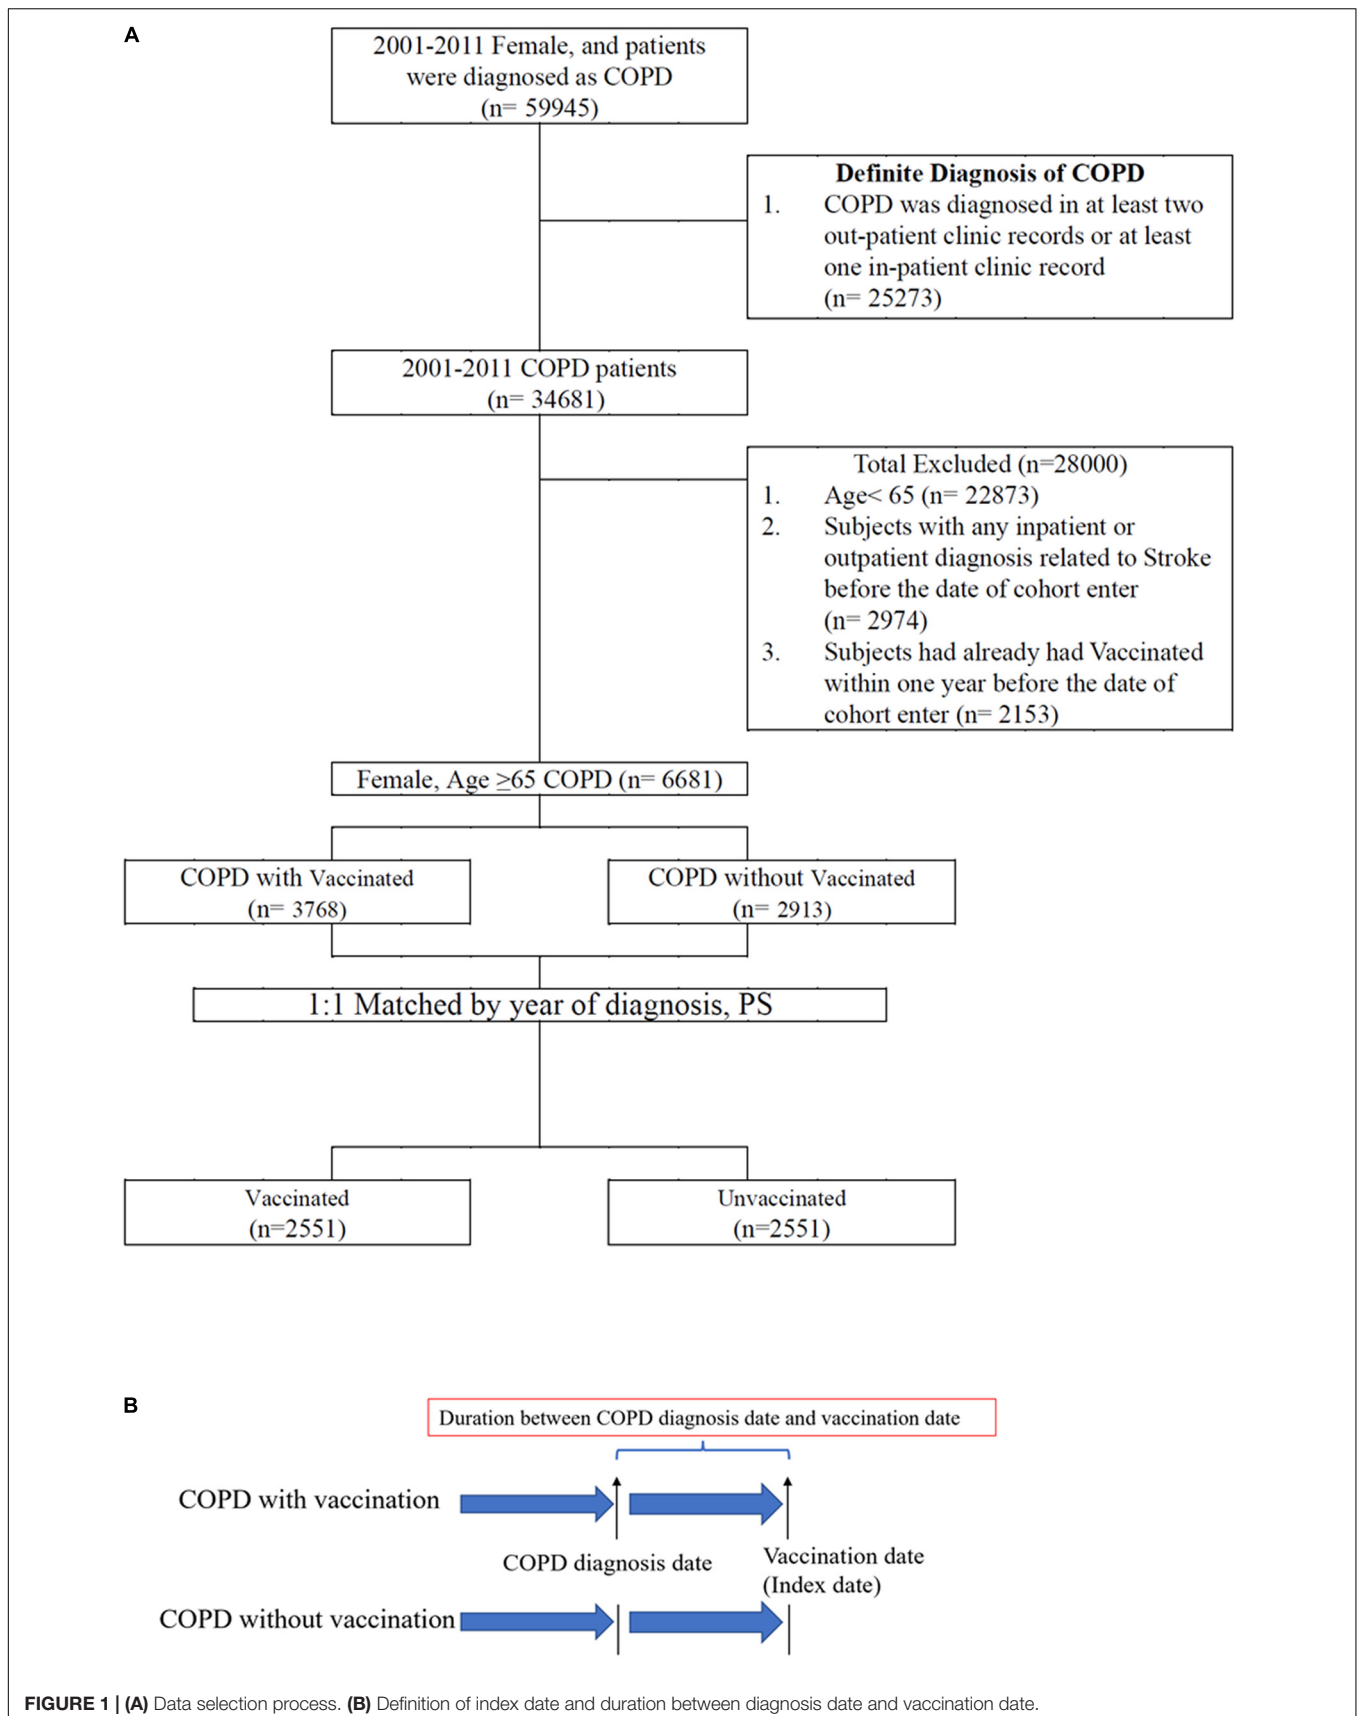 A
2001-2011 Female, and patients
were diagnosed as COPD
(n= 59945)
Definite Diagnosis of COPD
1. COPD was diagnosed in at least two
out-patient clinic records or at least
one in-patient clinic record
(n= 25273)
2001-2011 COPD patients
(n= 34681)
Total Excluded (n=28000)
1. Age< 65 (n= 22873)
2. Subjects with any inpatient or
outpatient diagnosis related to Stroke
before the date of cohort enter
(n= 2974)
3. Subjects had already had Vaccinated
within one year before the date of
cohort enter (n= 2153)
Female, Age ≥65 COPD (n= 6681)
COPD with Vaccinated
(n= 3768)
COPD without Vaccinated
(n= 2913)
1:1 Matched by year of diagnosis, PS
Vaccinated
(n=2551)
Unvaccinated
(n=2551)
B
Duration between COPD diagnosis date and vaccination date
COPD with vaccination
COPD diagnosis date
Vaccination date
(Index date)
COPD without vaccination
FIGURE 1 | (A) Data selection process. (B) Definition of index date and duration between diagnosis date and vaccination date.